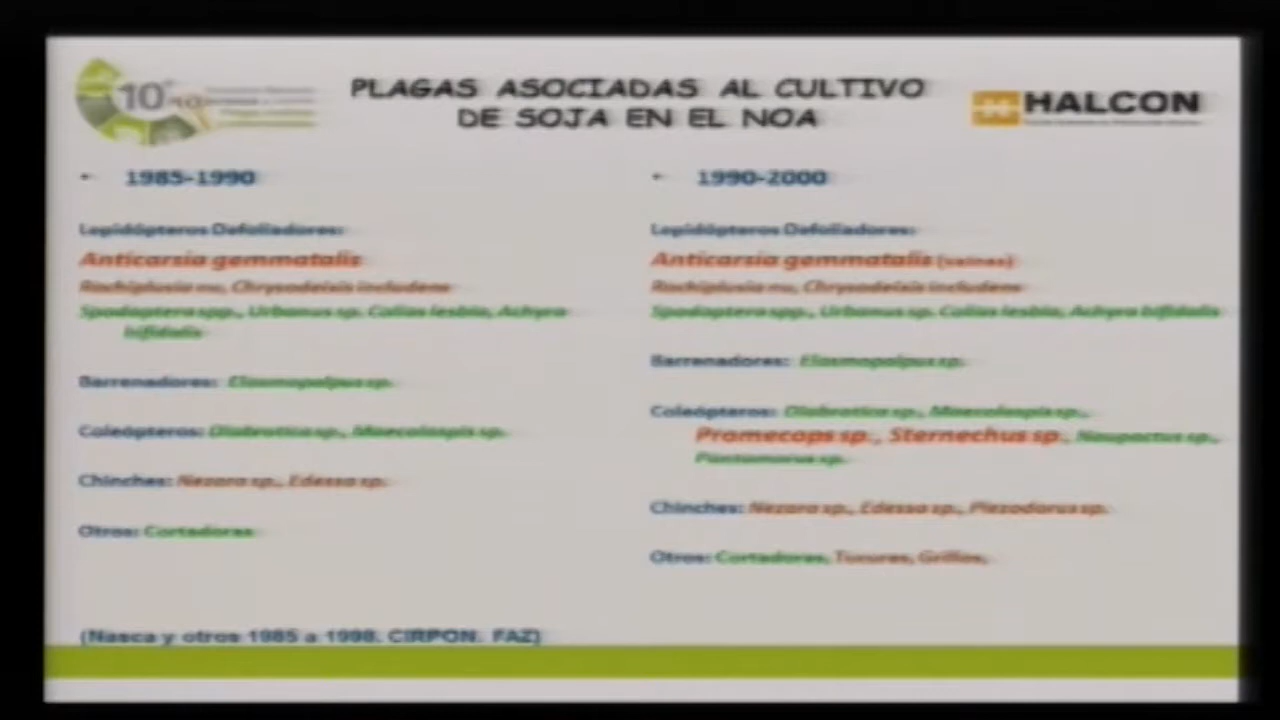 10°
PLAGAS ASOCIADAS AL CULTIVO
DE SOJA EN EL NOA
HALCON
• 1985-1990
Lepidópteros Defoliadores:
Anticarsia gemmatalis
Rachiplusia nu, Chrysodeixis includens
Spodoptera spp., Urbanus sp. Colias lesbia, Achyra
bifidalis
Barrenadores: Elasmopalpus sp.
Coleópteros: Diabrotica sp., Maecolaspis sp.
Chinches: Nezara sp., Edessa sp.
Otros: Cortadoras
(Nasca y otros 1985 a 1998. CIRPON. FAZ)
• 1990-2000
Lepidópteros Defoliadores:
Anticarsia gemmatalis
Rachiplusia nu, Chrysodeixis includens
Spodoptera spp., Urbanus sp. Colias lesbia, Achyra bifidalis
Barrenadores: Elasmopalpus sp.
Coleópteros: Diabrotica sp., Maecolaspis sp.,
Promecops sp., Sternechus sp., Naupactus sp.,
Pantomorus sp.
Chinches: Nezara sp., Edessa sp., Piezodorus sp.
Otros: Cortadoras, Tucuras, Grillos,